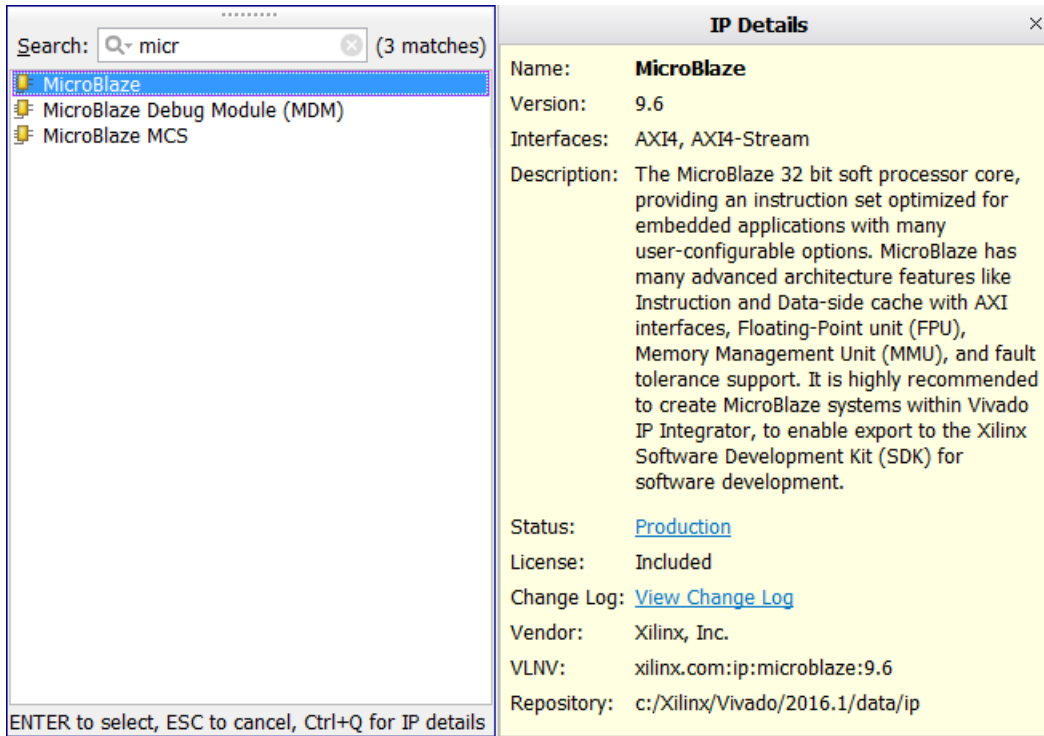 Search: micr (3 matches)
MicroBlaze
MicroBlaze Debug Module (MDM)
MicroBlaze MCS
ENTER to select, ESC to cancel, Ctrl+Q for IP details
IP Details
Name: MicroBlaze
Version: 9.6
Interfaces: AXI4, AXI4-Stream
Description: The MicroBlaze 32 bit soft processor core,
providing an instruction set optimized for
embedded applications with many
user-configurable options. MicroBlaze has
many advanced architecture features like
Instruction and Data-side cache with AXI
interfaces, Floating-Point unit (FPU),
Memory Management Unit (MMU), and fault
tolerance support. It is highly recommended
to create MicroBlaze systems within Vivado
IP Integrator, to enable export to the Xilinx
Software Development Kit (SDK) for
software development.
Status: Production
License: Included
Change Log: View Change Log
Vendor: Xilinx, Inc.
VLNV: xilinx.com:ip:microblaze:9.6
Repository: c:/Xilinx/Vivado/2016.1/data/ip